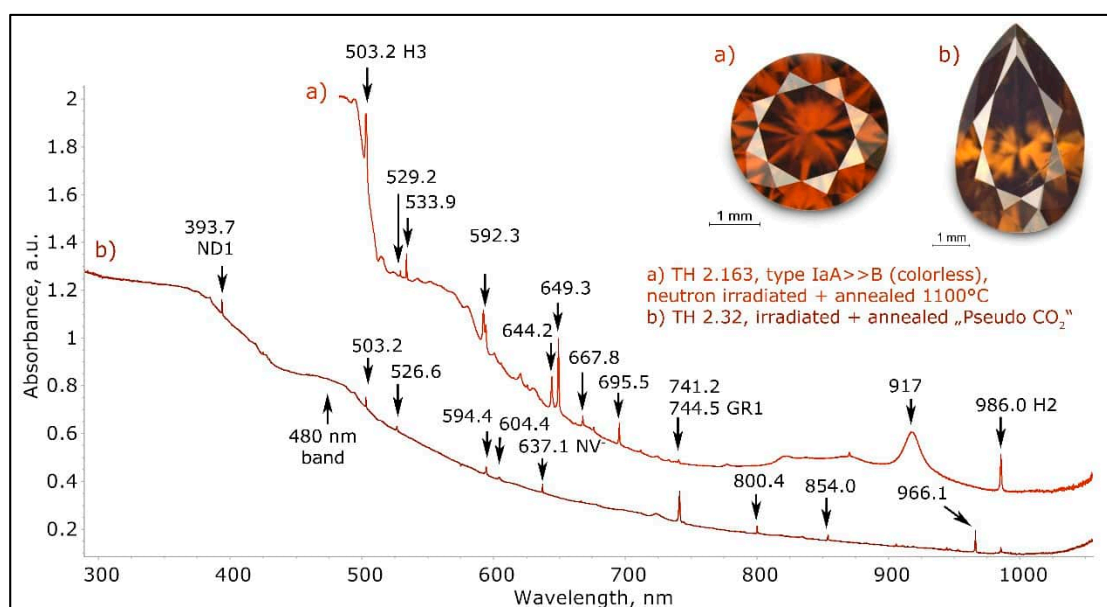 503.2 H3
a)
529.2
533.9
592.3
644.2
649.3
667.8
695.5
741.2
744.5 GR1
917
986.0 H2
393.7
ND1
b)
480 nm
band
503.2
526.6
594.4
604.4
637.1 NV-
800.4
854.0
966.1
a)
1 mm
b)
1 mm
a) TH 2.163, type IaA>>B (colorless),
neutron irradiated + annealed 1100°C
b) TH 2.32, irradiated + annealed „Pseudo CO₂“
Absorbance, a.u.
2
1.8
1.6
1.4
1.2
1
0.8
0.6
0.4
0.2
300
400
500
600
700
800
900
1000
Wavelength, nm